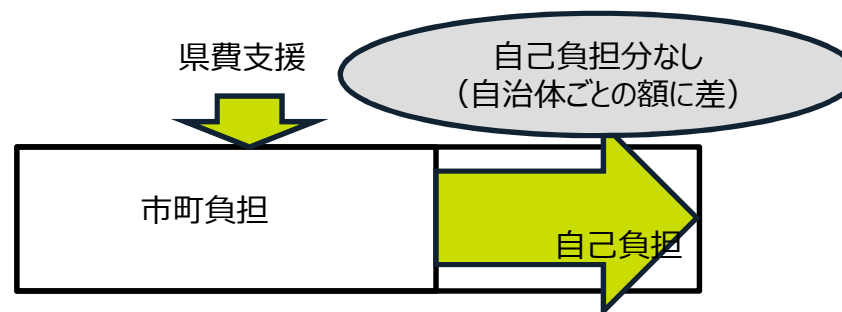 県費支援
自己負担分なし
（自治体ごとの額に差）
市町負担
自己負担